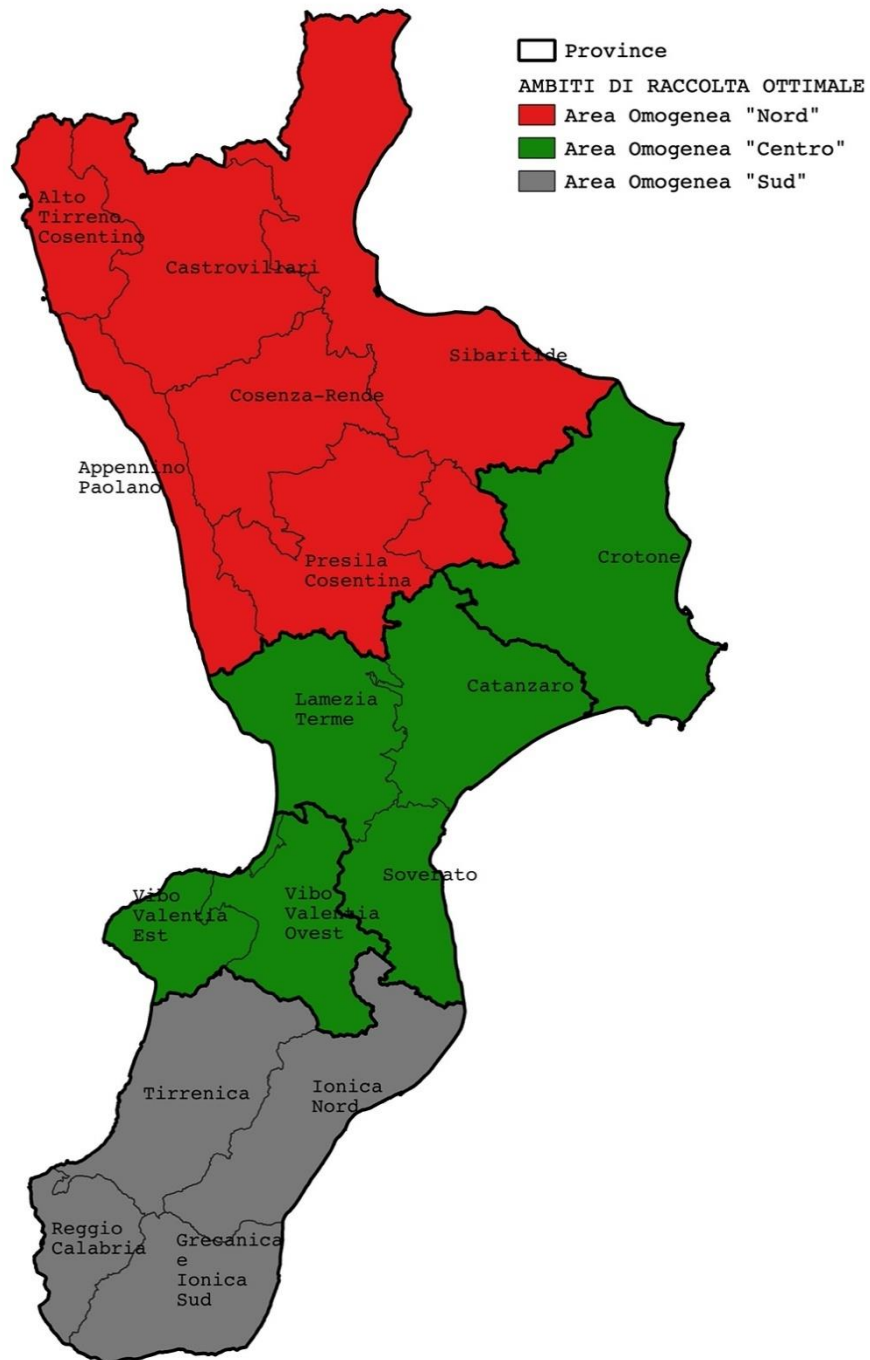 Province
AMBITI DI RACCOLTA OTTIMALE
Area Omogenea "Nord"
Area Omogenea "Centro"
Area Omogenea "Sud"
Alto
Tirreno
Cosentino
Castrovillari
Sibaritide
Cosenza-Rende
Appennino
Paolano
Presila
Cosentina
Crotone
Catanzaro
Lamezia
Terme
Soverato
Vibo
Valentia
Est
Vibo
Valentia
Ovest
Tirrenica
Ionica
Nord
Reggio
Calabria
Grecanica
e
Ionica
Sud